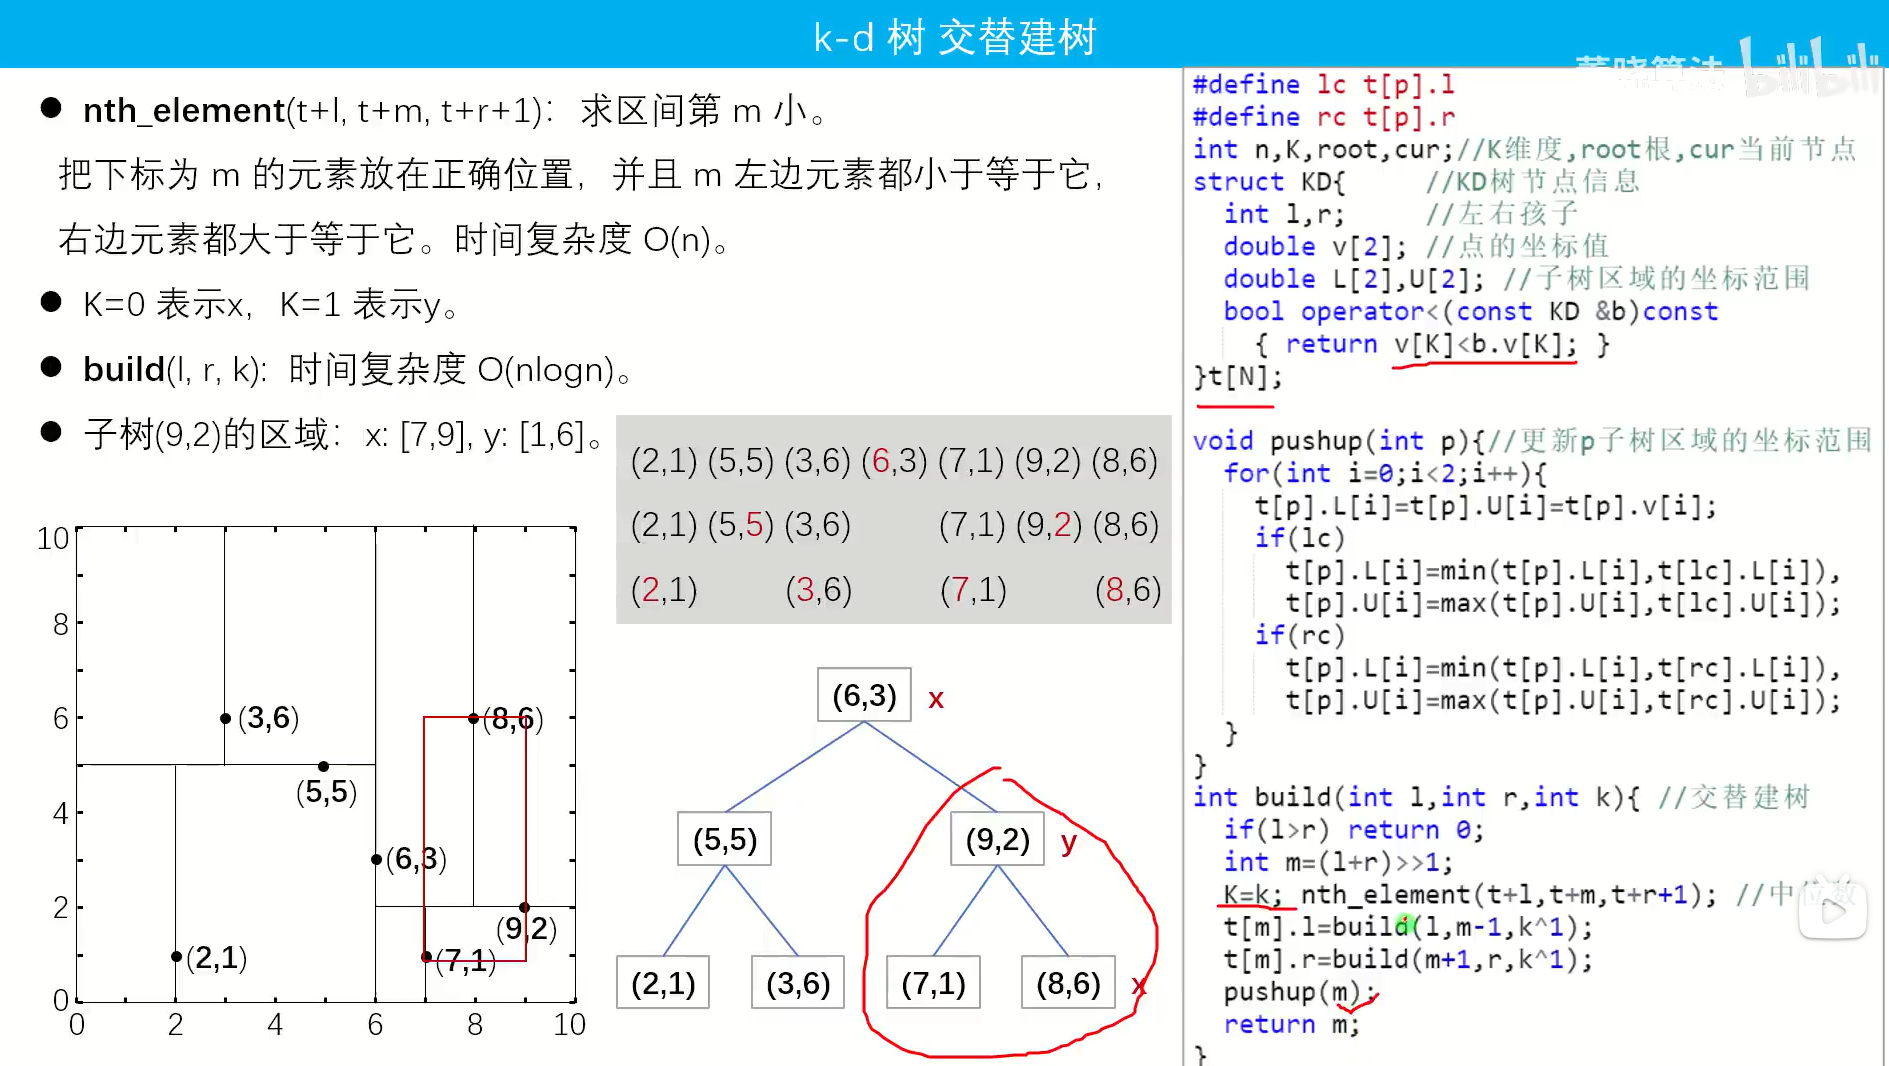 k-d 树 交替建树
● nth_element(t+l, t+m, t+r+1)：求区间第 m 小。
把下标为 m 的元素放在正确位置，并且 m 左边元素都小于等于它，
右边元素都大于等于它。时间复杂度 O(n)。
● K=0 表示x，K=1 表示y。
● build(l, r, k)：时间复杂度 O(nlogn)。
● 子树(9,2)的区域：x: [7,9], y: [1,6]。
(2,1) (5,5) (3,6) (6,3) (7,1) (9,2) (8,6)
(2,1) (5,5) (3,6) (7,1) (9,2) (8,6)
(2,1) (3,6) (7,1) (8,6)
10
8
6
4
2
0
0 2 4 6 8 10
(3,6)
(8,6)
(5,5)
(6,3)
(9,2)
(2,1)
(7,1)
(6,3) x
(5,5) (9,2) y
(2,1) (3,6) (7,1) (8,6) x
董晓算法 bilibili
#define lc t[p].l
#define rc t[p].r
int n,K,root,cur;//K维度,root根,cur当前节点
struct KD{ //KD树节点信息
int l,r; //左右孩子
double v[2]; //点的坐标值
double L[2],U[2]; //子树区域的坐标范围
bool operator<(const KD &b)const
{ return v[K]<b.v[K]; }
}t[N];
void pushup(int p){//更新p子树区域的坐标范围
for(int i=0;i<2;i++){
t[p].L[i]=t[p].U[i]=t[p].v[i];
if(lc)
t[p].L[i]=min(t[p].L[i],t[lc].L[i]),
t[p].U[i]=max(t[p].U[i],t[lc].U[i]);
if(rc)
t[p].L[i]=min(t[p].L[i],t[rc].L[i]),
t[p].U[i]=max(t[p].U[i],t[rc].U[i]);
}
}
int build(int l,int r,int k){ //交替建树
if(l>r) return 0;
int m=(l+r)>>1;
K=k; nth_element(t+l,t+m,t+r+1); //中位数
t[m].l=build(l,m-1,k^1);
t[m].r=build(m+1,r,k^1);
pushup(m);
return m;
}